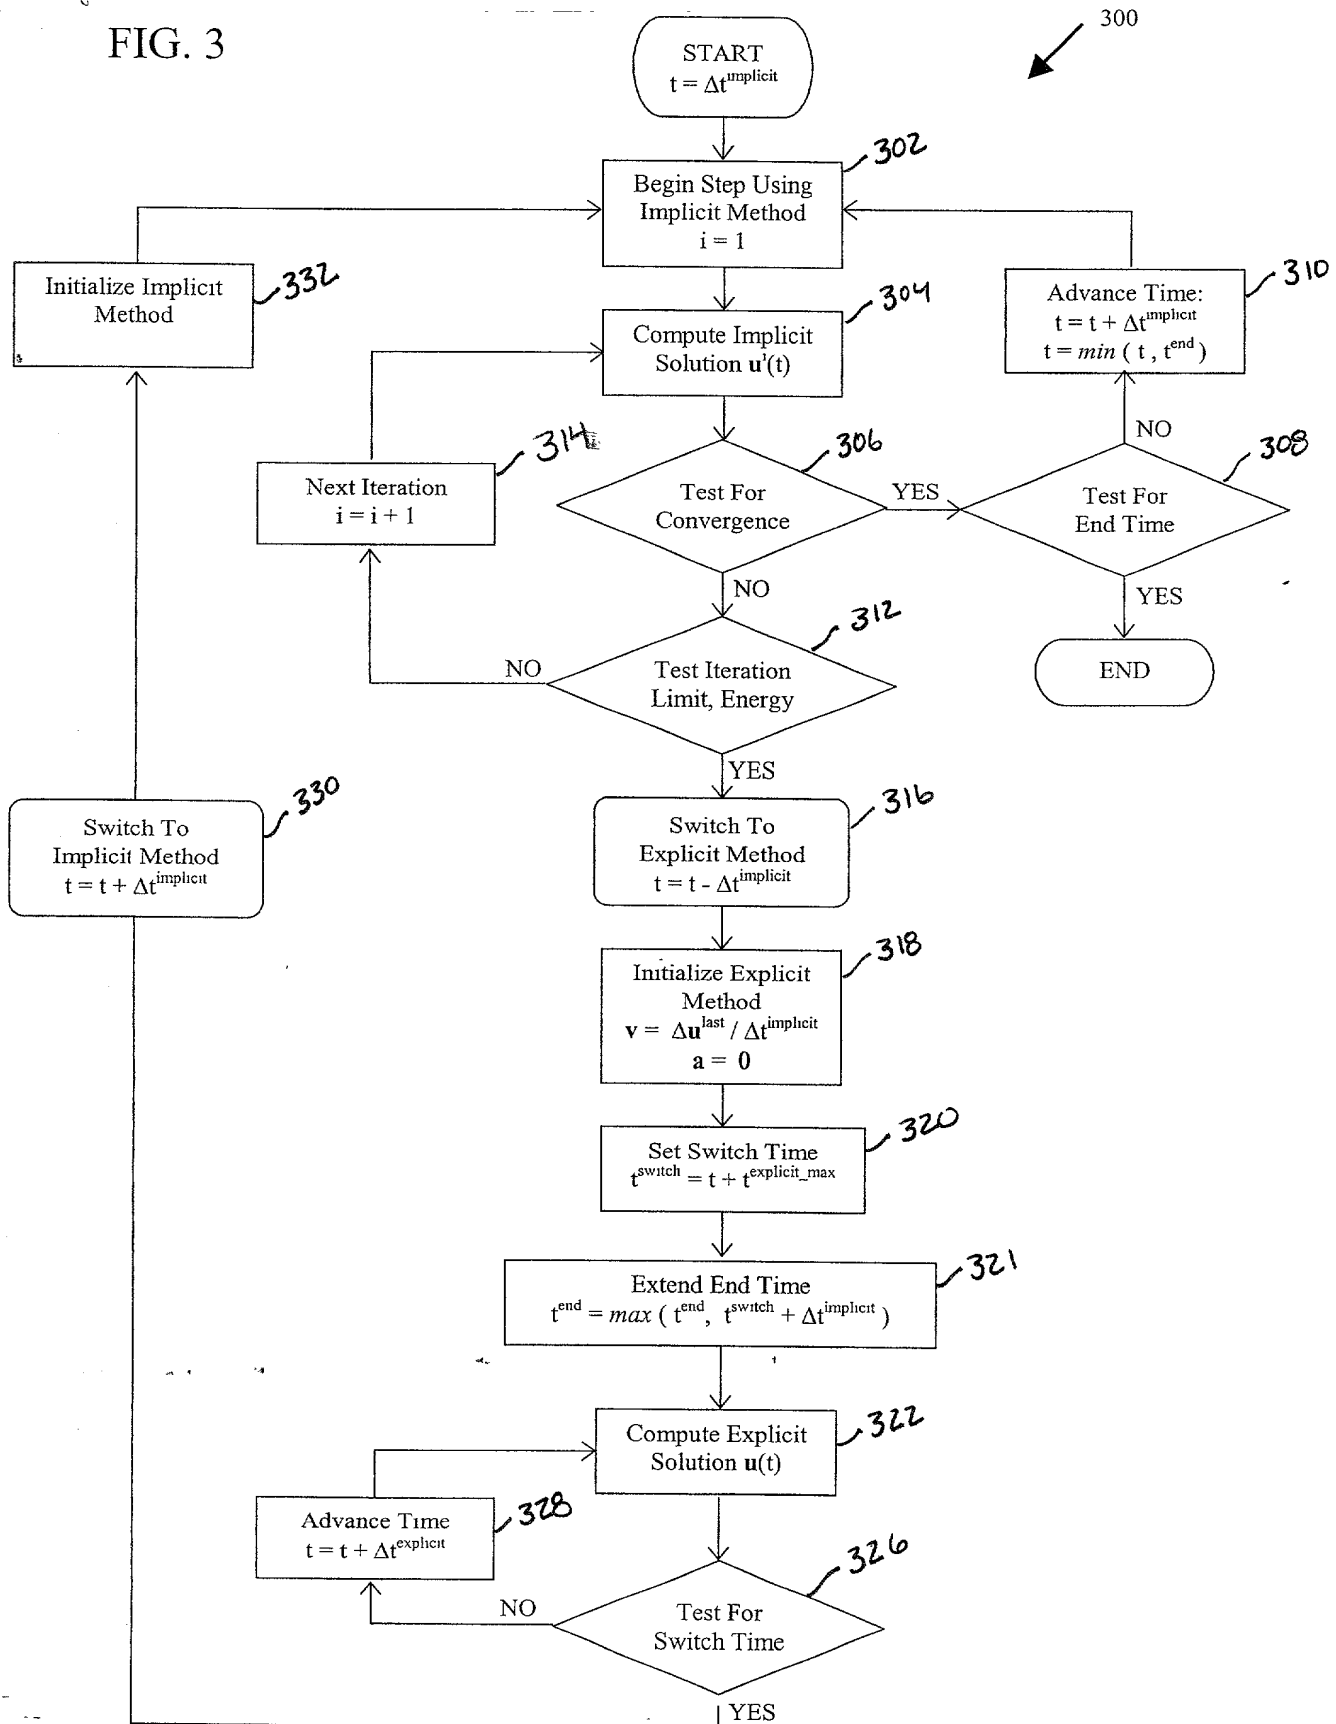 FIG. 3
300
START
t = Δt^implicit
302
Begin Step Using
Implicit Method
i = 1
332
Initialize Implicit
Method
304
Compute Implicit
Solution u^i(t)
310
Advance Time:
t = t + Δt^implicit
t = min ( t , t^end )
NO
314
Next Iteration
i = i + 1
306
Test For
Convergence
YES
308
Test For
End Time
NO
YES
312
Test Iteration
Limit, Energy
NO
END
YES
330
Switch To
Implicit Method
t = t + Δt^implicit
316
Switch To
Explicit Method
t = t - Δt^implicit
318
Initialize Explicit
Method
v = Δu^last / Δt^implicit
a = 0
320
Set Switch Time
t^switch = t + t^explicit_max
321
Extend End Time
t^end = max ( t^end, t^switch + Δt^implicit )
322
Compute Explicit
Solution u(t)
328
Advance Time
t = t + Δt^explicit
326
NO
Test For
Switch Time
YES